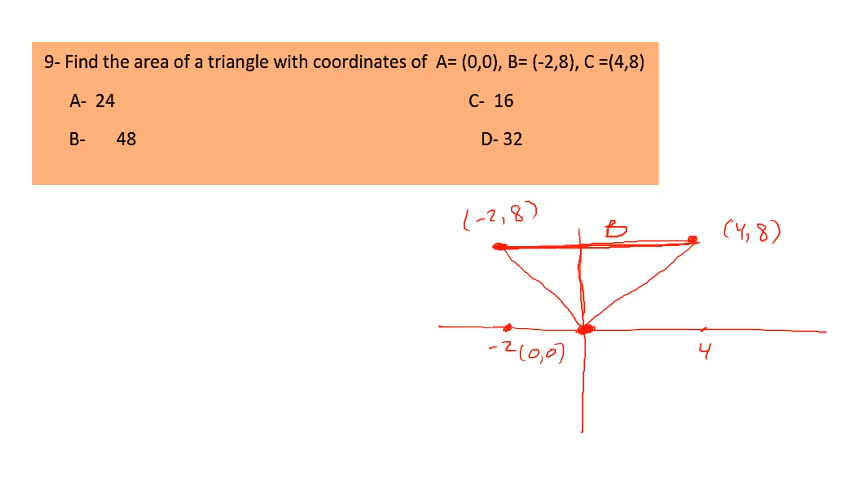 9- Find the area of a triangle with coordinates of A= (0,0), B= (-2,8), C =(4,8)
A- 24 C- 16
B- 48 D- 32
(-2,8) B (4,8)
-2 (0,0) 4